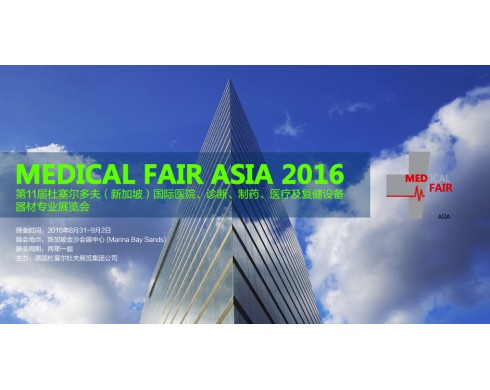 MEDICAL FAIR ASIA 2016
第11届杜塞尔多夫（新加坡）国际医院、诊断、制药、医疗及复健设备
器材专业展览会
展会时间：2016年8月31~9月2日
展会地点：新加坡金沙会展中心 (Marina Bay Sands)
展会周期：两年一届
主办：德国杜塞尔杜夫展览集团公司
MEDICAL
FAIR
ASIA